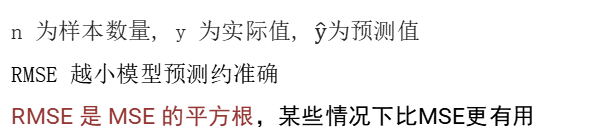 n 为样本数量, y 为实际值, ŷ为预测值
RMSE 越小模型预测约准确
RMSE 是 MSE 的平方根，某些情况下比MSE更有用